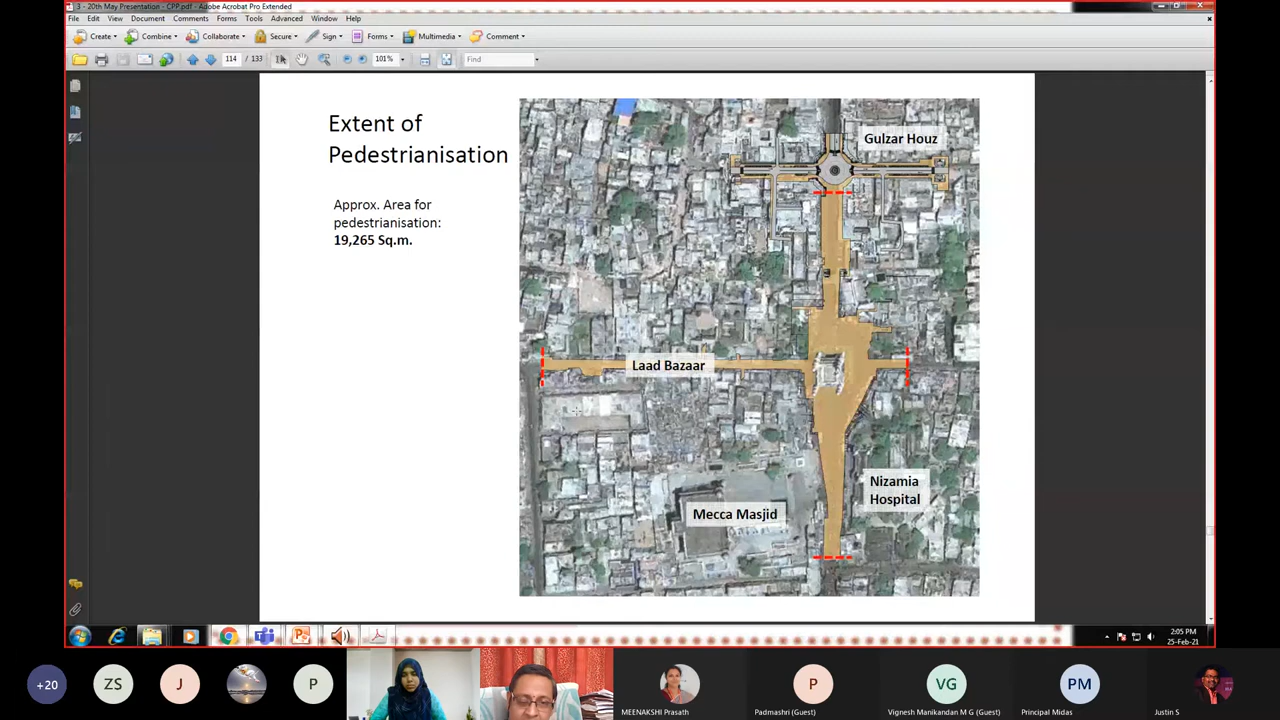 3 - 20th May Presentation - CPP.pdf - Adobe Acrobat Pro Extended
File Edit View Document Comments Forms Tools Advanced Window Help
Create Combine Collaborate Secure Sign Forms Multimedia Comment
114 / 133 101% Find
Extent of
Pedestrianisation
Approx. Area for
pedestrianisation:
19,265 Sq.m.
Gulzar Houz
Laad Bazaar
Nizamia
Hospital
Mecca Masjid
2:05 PM
25-Feb-21
+20 ZS J P P VG PM
MEENAKSHI Prasath Padmashri (Guest) Vignesh Manikandan M G (Guest) Principal Midas Justin S